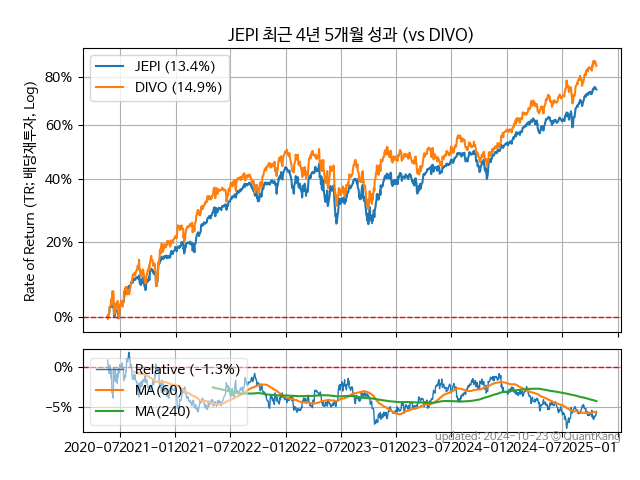 JEPI 최근 4년 5개월 성과 (vs DIVO)
Rate of Return (TR: 배당재투자, Log)
80%
60%
40%
20%
0%
JEPI (13.4%)
DIVO (14.9%)
0%
−5%
Relative (−1.3%)
MA(60)
MA(240)
updated: 2024-10-23 © QuantKang
2020-07 2021-01 2021-07 2022-01 2022-07 2023-01 2023-07 2024-01 2024-07 2025-01